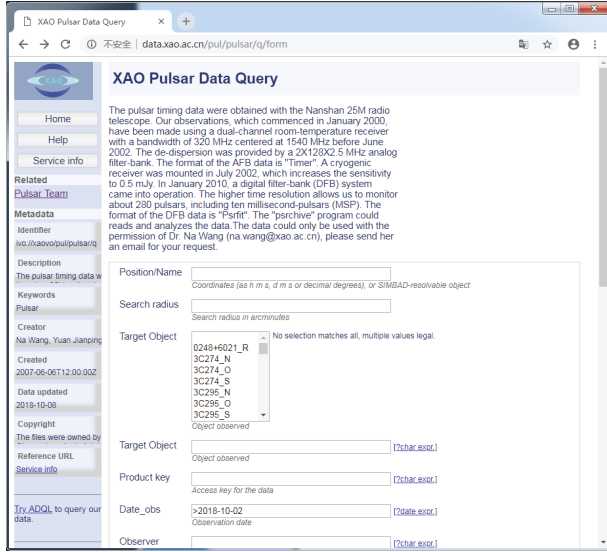 XAO Pulsar Data Query
不安全 | data.xao.ac.cn/pul/pulsar/q/form
XAO
Home
Help
Service info
Related
Pulsar Team
Metadata
Identifier
ivo://xaovo/pul/pulsar/q
Description
The pulsar timing data w
Keywords
Pulsar
Creator
Na Wang, Yuan Jianping
Created
2007-06-06T12:00:00Z
Data updated
2018-10-08
Copyright
The files were owned by
Reference URL
Service info
Try ADQL to query our
data.
XAO Pulsar Data Query
The pulsar timing data were obtained with the Nanshan 25M radio
telescope. Our observations, which commenced in January 2000,
have been made using a dual-channel room-temperature receiver
with a bandwidth of 320 MHz centered at 1540 MHz before June
2002. The de-dispersion was provided by a 2X128X2.5 MHz analog
filter-bank. The format of the AFB data is "Timer". A cryogenic
receiver was mounted in July 2002, which increases the sensitivity
to 0.5 mJy. In January 2010, a digital filter-bank (DFB) system
came into operation. The higher time resolution allows us to monitor
about 280 pulsars, including ten millisecond-pulsars (MSP). The
format of the DFB data is "Psrfit". The "psrchive" program could
reads and analyzes the data.The data could only be used with the
permission of Dr. Na Wang (na.wang@xao.ac.cn), please send her
an email for your request.
Position/Name
Coordinates (as h m s, d m s or decimal degrees), or SIMBAD-resolvable object
Search radius
Search radius in arcminutes
Target Object
No selection matches all, multiple values legal.
0248+6021_R
3C274_N
3C274_O
3C274_S
3C295_N
3C295_O
3C295_S
Object observed
Target Object [?char expr.]
Object observed
Product key [?char expr.]
Access key for the data
Date_obs >2018-10-02 [?date expr.]
Observation date
Observer [?char expr.]